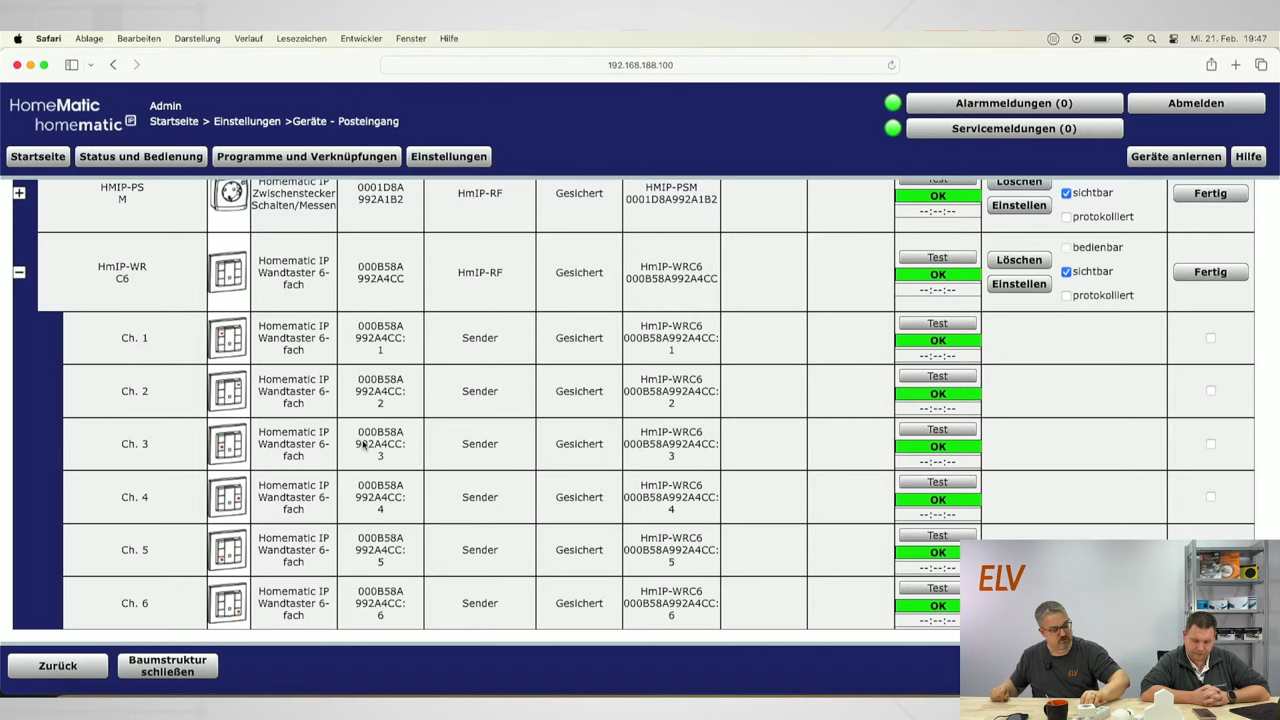 Safari Ablage Bearbeiten Darstellung Verlauf Lesezeichen Entwickler Fenster Hilfe Mi. 21. Feb. 19:47
192.168.188.100
HomeMatic
homematic IP
Admin
Startseite > Einstellungen >Geräte - Posteingang
Alarmmeldungen (0) Abmelden
Servicemeldungen (0)
Startseite Status und Bedienung Programme und Verknüpfungen Einstellungen Geräte anlernen Hilfe
HMIP-PS
M
Homematic IP
Zwischenstecker
Schalten/Messen
0001D8A
992A1B2
HmIP-RF
Gesichert
HMIP-PSM
0001D8A992A1B2
Test
OK
--:--:--
Löschen
Einstellen
sichtbar
protokolliert
Fertig
HmIP-WR
C6
Homematic IP
Wandtaster 6-
fach
000B58A
992A4CC
HmIP-RF
Gesichert
HmIP-WRC6
000B58A992A4CC
Test
OK
--:--:--
Löschen
Einstellen
bedienbar
sichtbar
protokolliert
Fertig
Ch. 1
Homematic IP
Wandtaster 6-
fach
000B58A
992A4CC:
1
Sender
Gesichert
HmIP-WRC6
000B58A992A4CC:
1
Test
OK
--:--:--
Ch. 2
Homematic IP
Wandtaster 6-
fach
000B58A
992A4CC:
2
Sender
Gesichert
HmIP-WRC6
000B58A992A4CC:
2
Test
OK
--:--:--
Ch. 3
Homematic IP
Wandtaster 6-
fach
000B58A
992A4CC:
3
Sender
Gesichert
HmIP-WRC6
000B58A992A4CC:
3
Test
OK
--:--:--
Ch. 4
Homematic IP
Wandtaster 6-
fach
000B58A
992A4CC:
4
Sender
Gesichert
HmIP-WRC6
000B58A992A4CC:
4
Test
OK
--:--:--
Ch. 5
Homematic IP
Wandtaster 6-
fach
000B58A
992A4CC:
5
Sender
Gesichert
HmIP-WRC6
000B58A992A4CC:
5
Test
OK
--:--:--
Ch. 6
Homematic IP
Wandtaster 6-
fach
000B58A
992A4CC:
6
Sender
Gesichert
HmIP-WRC6
000B58A992A4CC:
6
Test
OK
--:--:--
Zurück
Baumstruktur
schließen
ELV
ELV